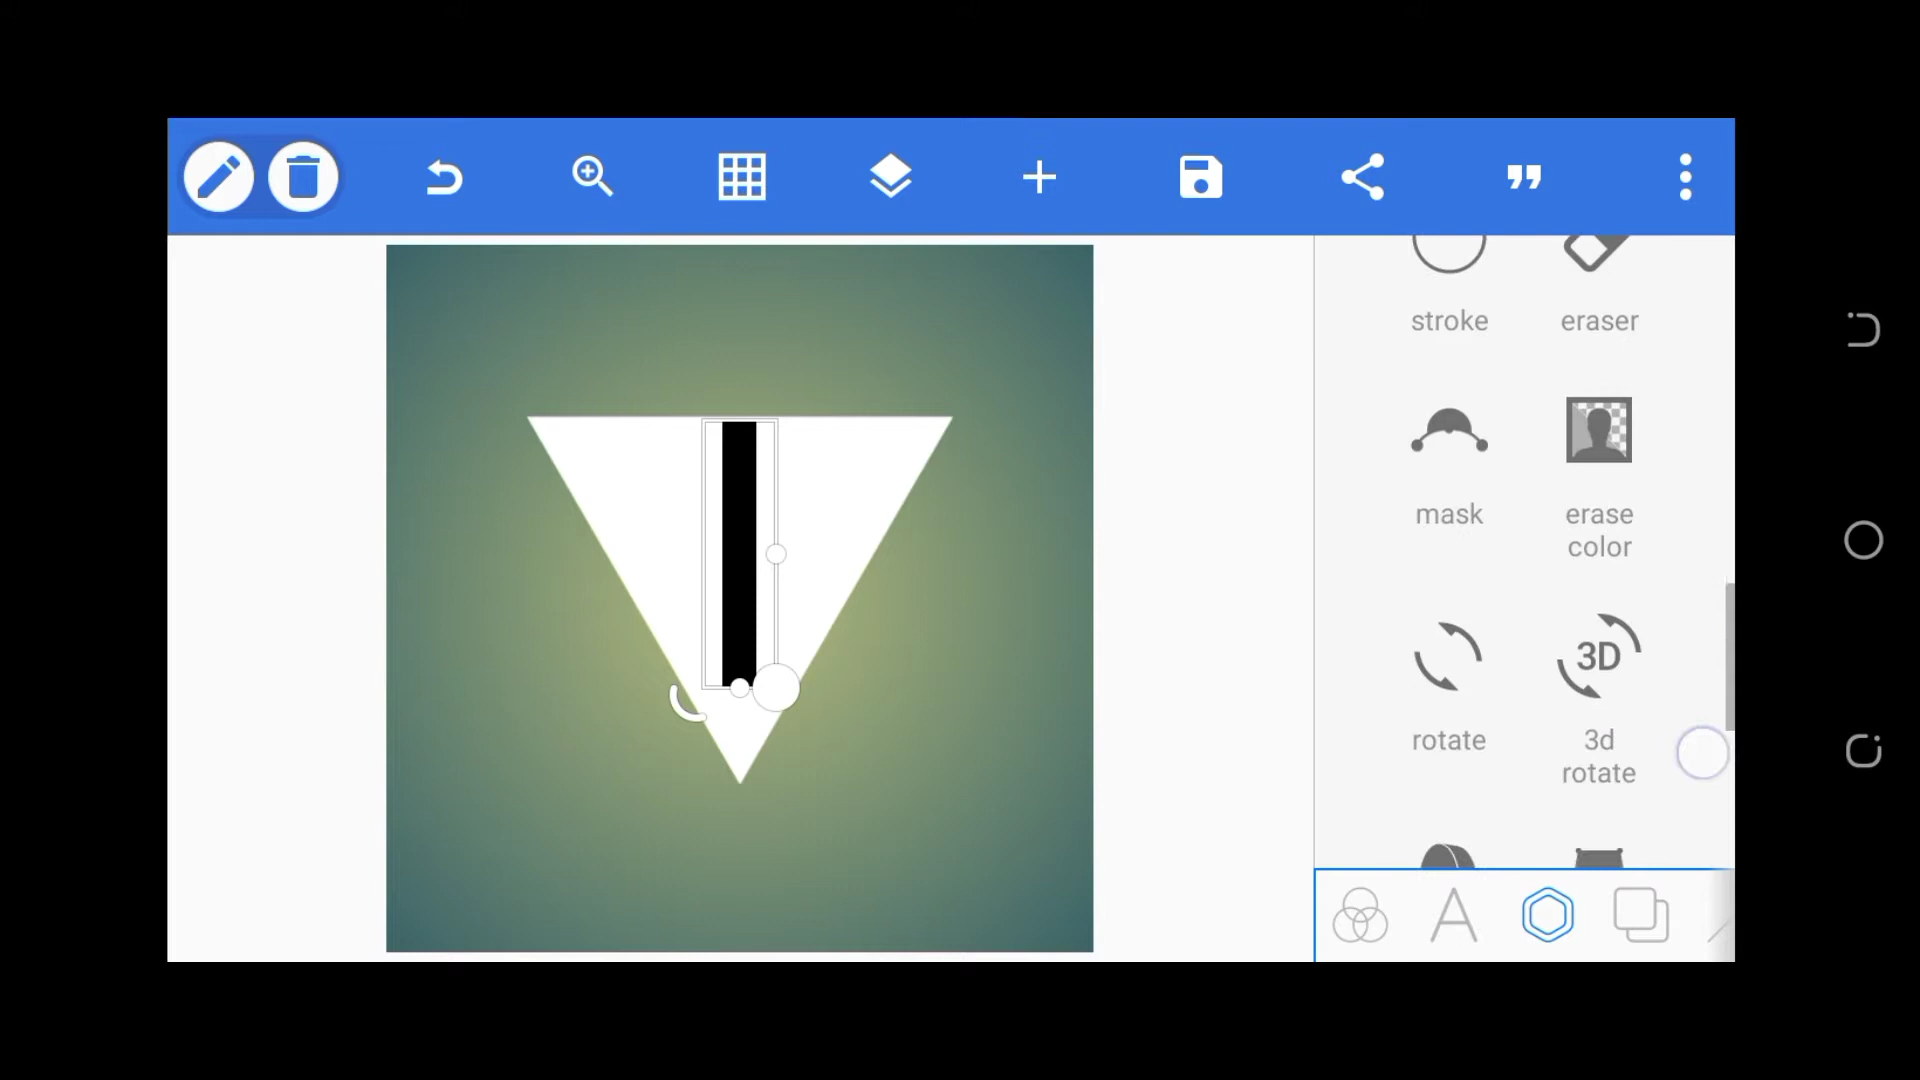 stroke
eraser
mask
erase
color
3D
rotate
3d
rotate